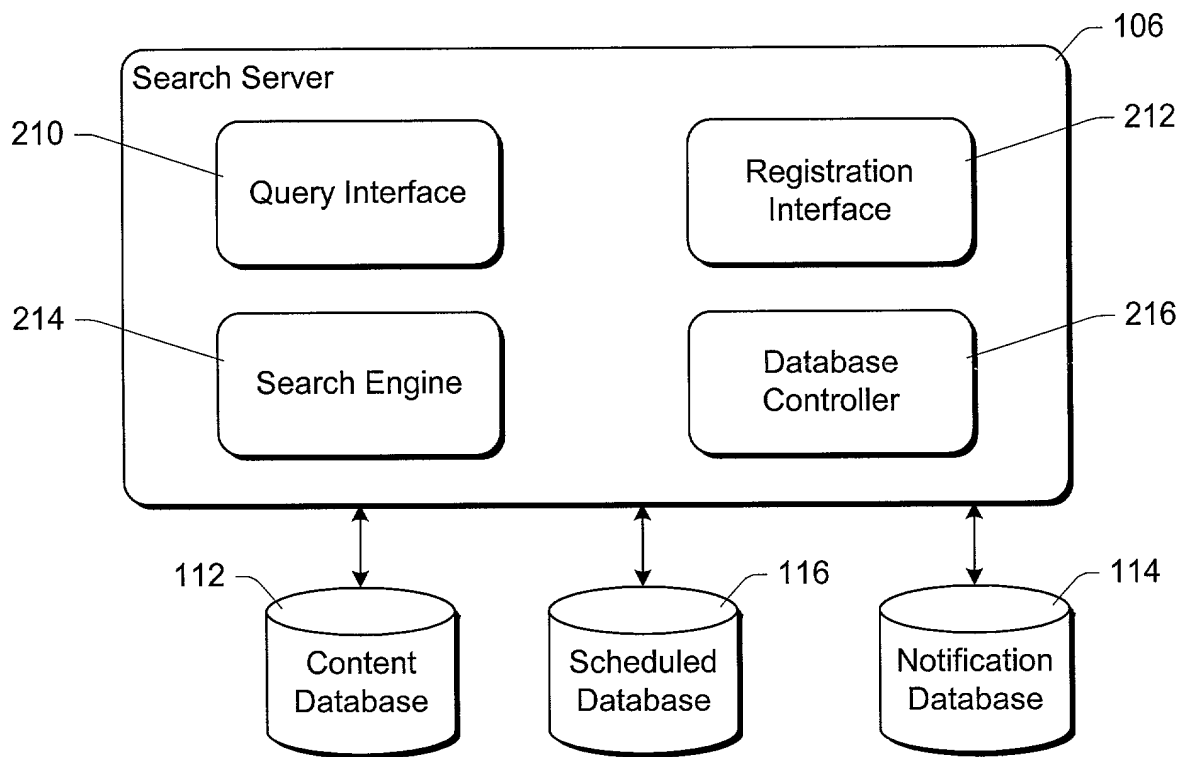 106
Search Server
210
212
Query Interface
Registration
Interface
214
216
Search Engine
Database
Controller
112
116
114
Content
Database
Scheduled
Database
Notification
Database